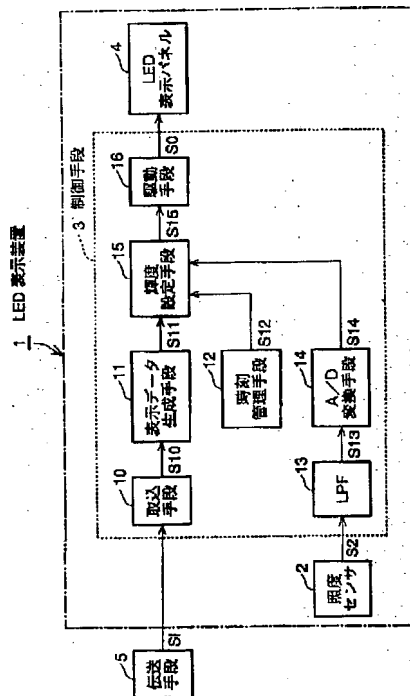 1 LED 表示装置
3 制御手段
5
伝送
手段
SI
10
取込
手段
S10
11
表示データ
生成手段
S11
15
輝度
設定手段
S15
16
駆動
手段
S0
4
LED
表示パネル
12
時刻
管理手段
S12
2
照度
センサ
S2
13
LPF
S13
14
A/D
変換手段
S14